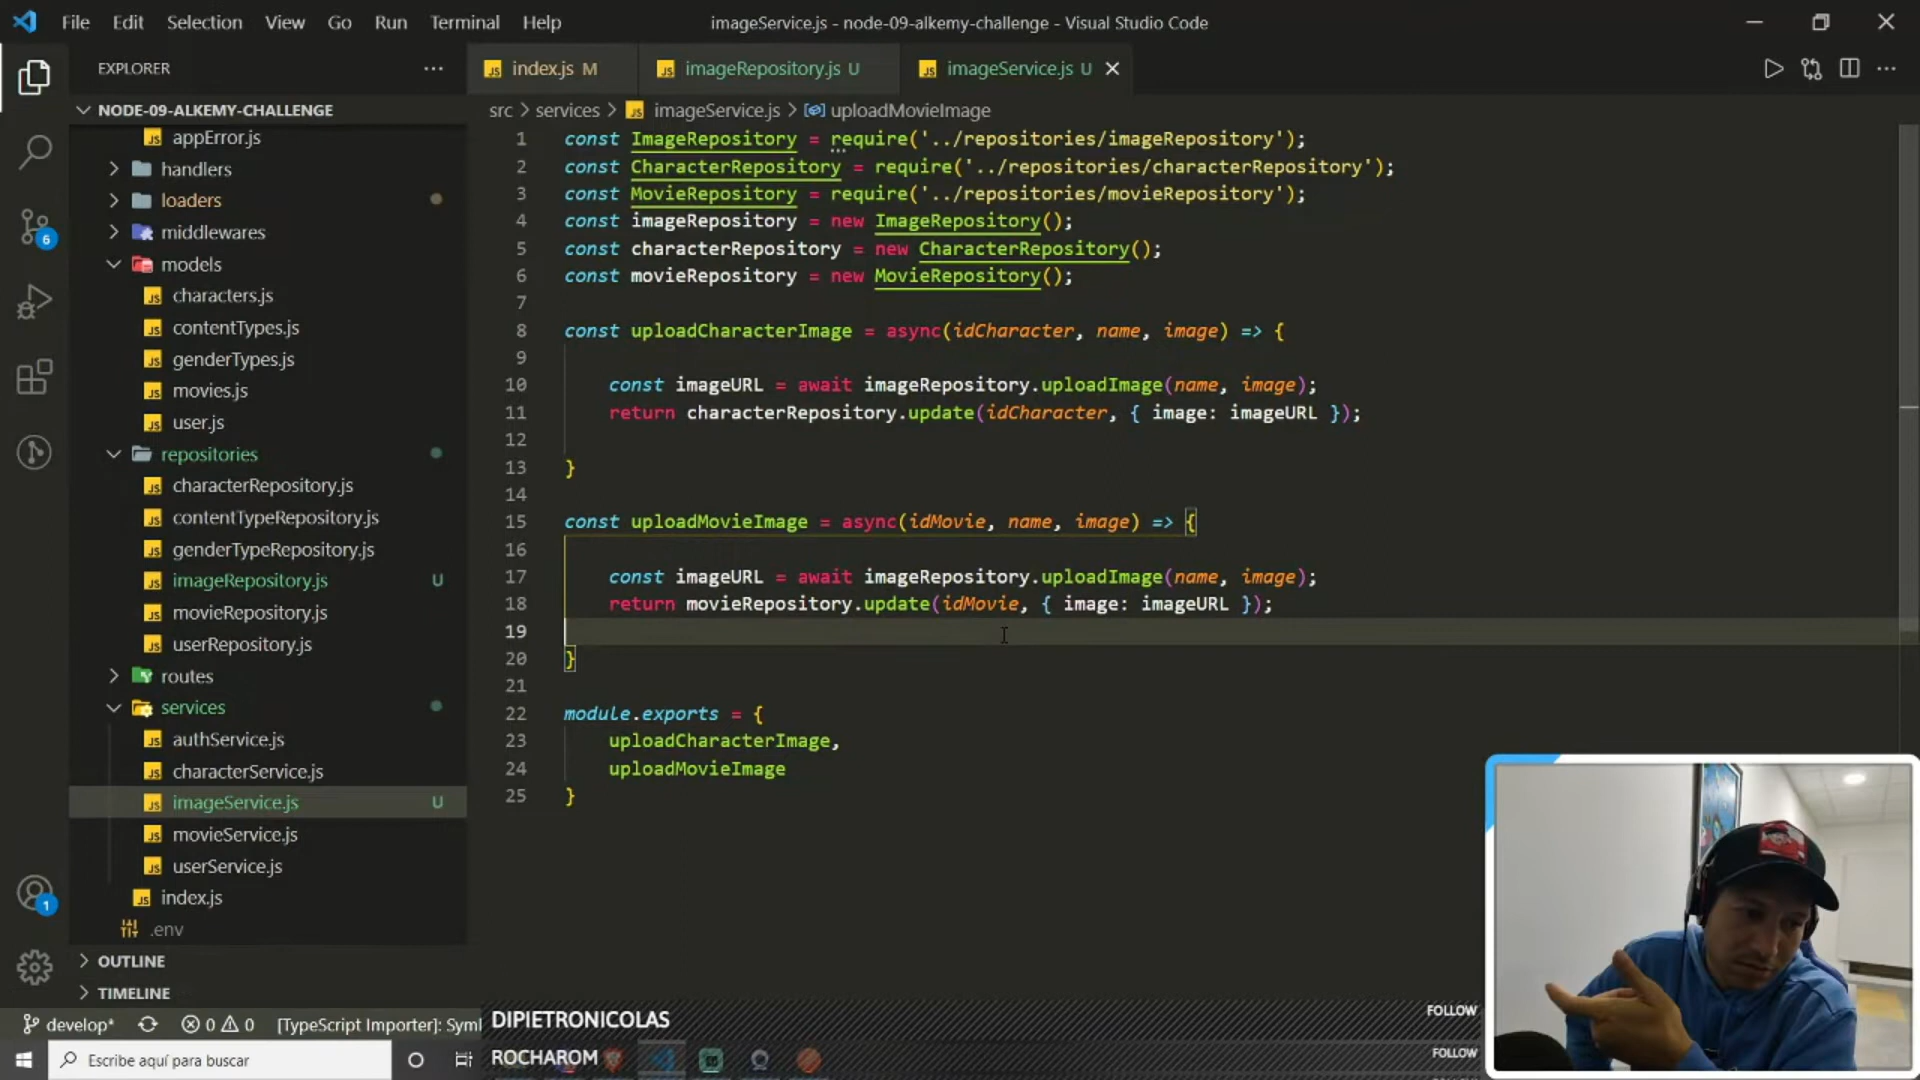 File Edit Selection View Go Run Terminal Help
imageService.js - node-09-alkemy-challenge - Visual Studio Code
EXPLORER
index.js M
imageRepository.js U
imageService.js U
NODE-09-ALKEMY-CHALLENGE
src > services > imageService.js > uploadMovieImage
appError.js
handlers
loaders
middlewares
models
characters.js
contentTypes.js
genderTypes.js
movies.js
user.js
repositories
characterRepository.js
contentTypeRepository.js
genderTypeRepository.js
imageRepository.js U
movieRepository.js
userRepository.js
routes
services
authService.js
characterService.js
imageService.js U
movieService.js
userService.js
index.js
.env
OUTLINE
TIMELINE
6
1
1 const ImageRepository = require('../repositories/imageRepository');
2 const CharacterRepository = require('../repositories/characterRepository');
3 const MovieRepository = require('../repositories/movieRepository');
4 const imageRepository = new ImageRepository();
5 const characterRepository = new CharacterRepository();
6 const movieRepository = new MovieRepository();
7
8 const uploadCharacterImage = async(idCharacter, name, image) => {
9
10 const imageURL = await imageRepository.uploadImage(name, image);
11 return characterRepository.update(idCharacter, { image: imageURL });
12
13 }
14
15 const uploadMovieImage = async(idMovie, name, image) => {
16
17 const imageURL = await imageRepository.uploadImage(name, image);
18 return movieRepository.update(idMovie, { image: imageURL });
19
20 }
21
22 module.exports = {
23 uploadCharacterImage,
24 uploadMovieImage
25 }
develop* 0 0 [TypeScript Importer]: Syml
DIPIETRONICOLAS FOLLOW
Escribe aquí para buscar
ROCHAROM FOLLOW